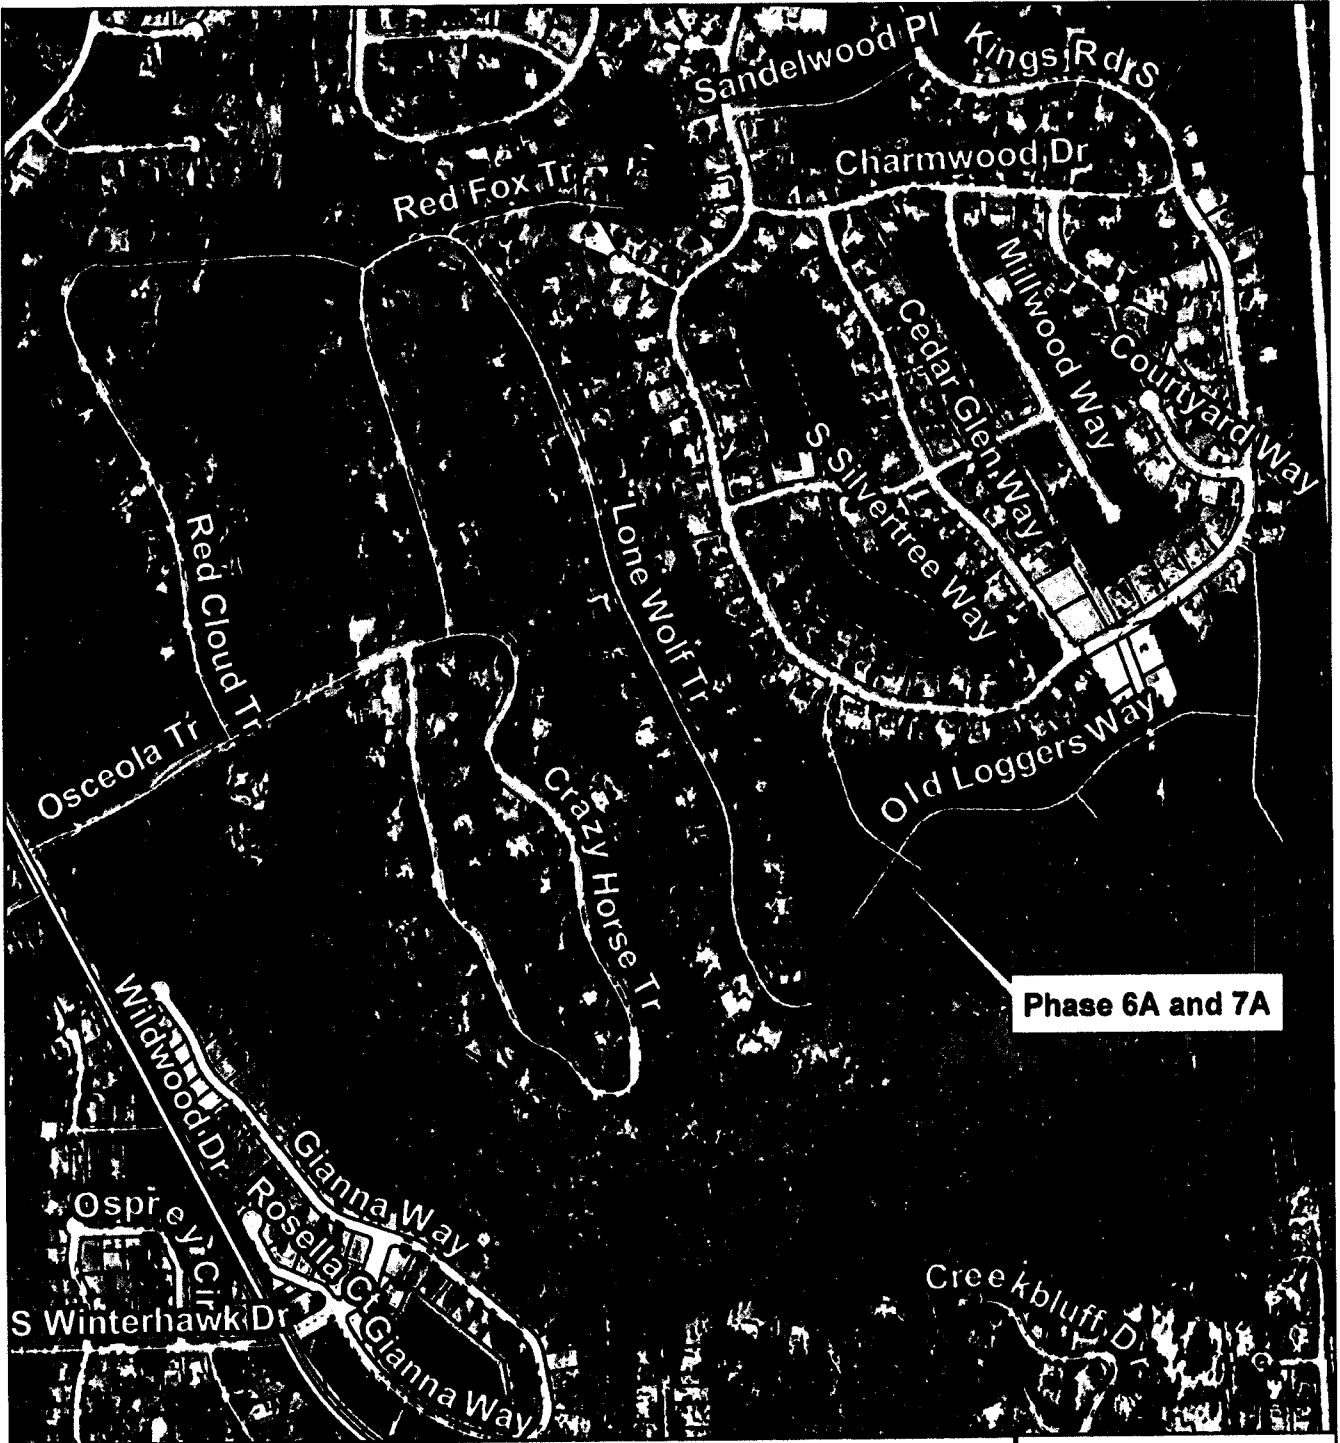 Sandelwood Pl
Kings Rd S
Charmwood Dr
Red Fox Tr
Millwood Way
Cedar Glen Way
Courtyard Way
S Silvertree Way
Lone Wolf Tr
Red Cloud Tr
Osceola Tr
Old Loggers Way
Crazy Horse Tr
Phase 6A and 7A
Wildwood Dr
Gianna Way
Rosella Ct
Osprey Cir
Creekbluff Dr
S Winterhawk Dr
Gianna Way